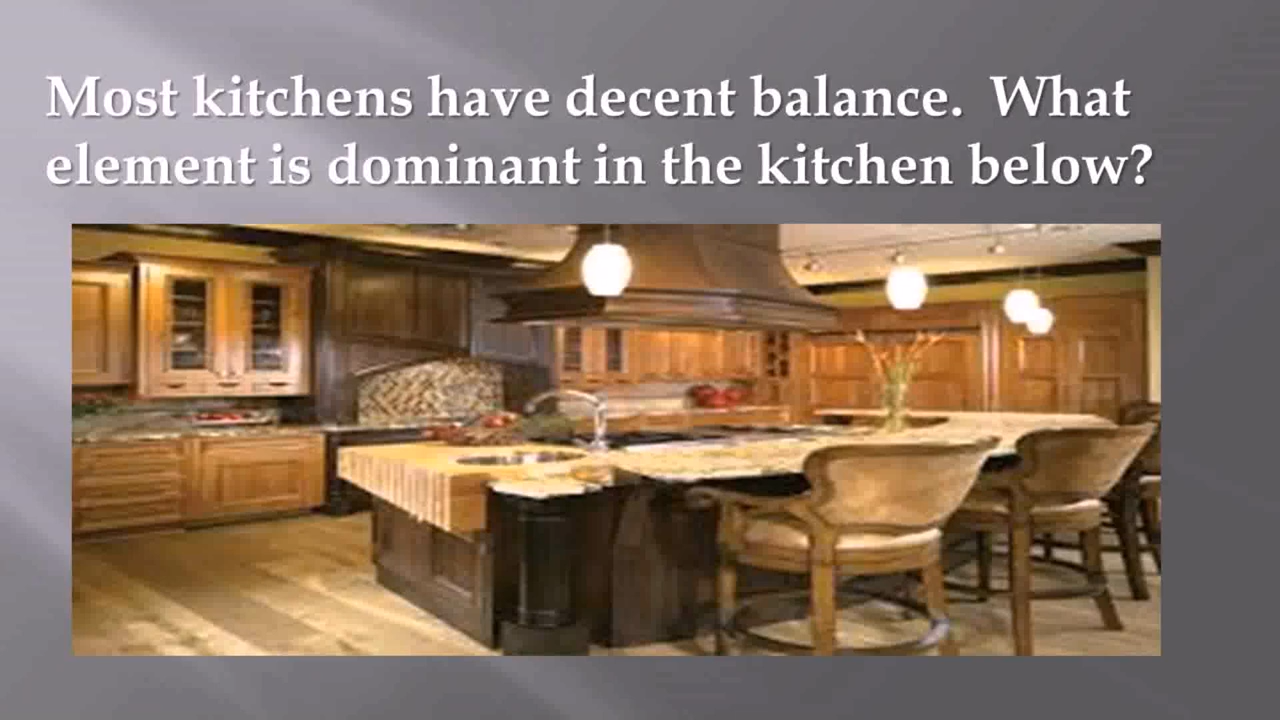 Most kitchens have decent balance.  What
element is dominant in the kitchen below?